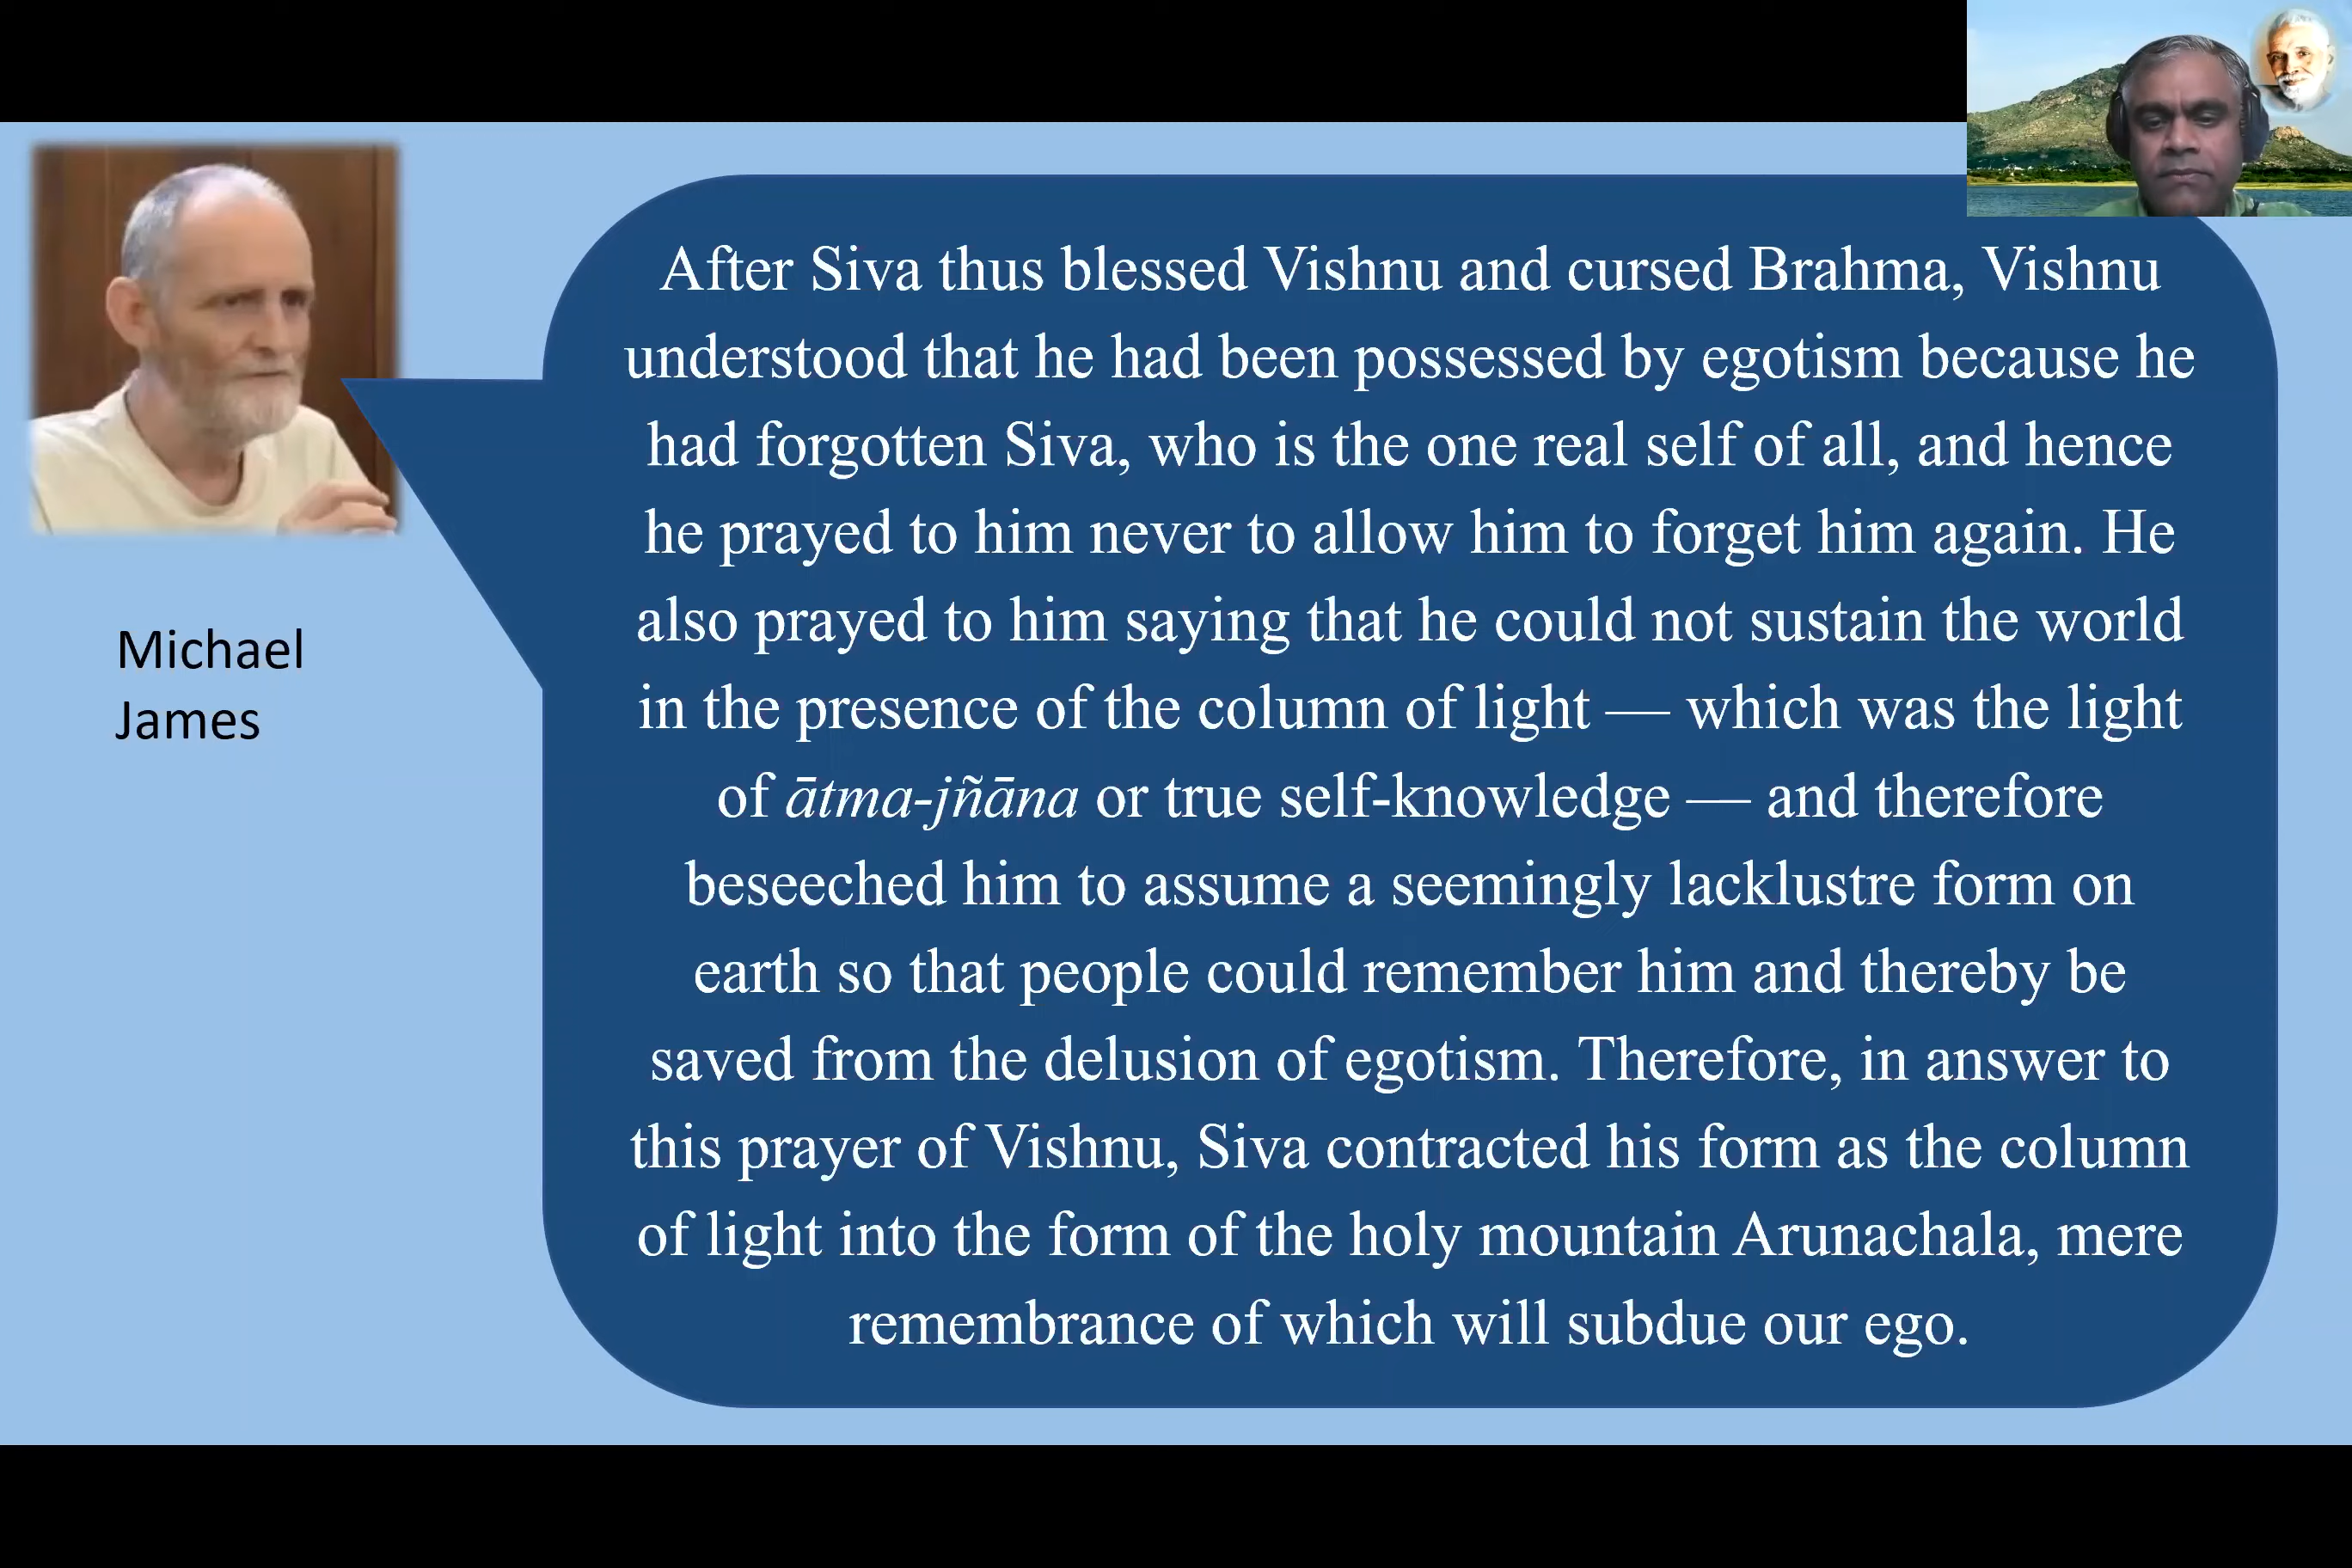 Michael
James
After Siva thus blessed Vishnu and cursed Brahma, Vishnu
understood that he had been possessed by egotism because he
had forgotten Siva, who is the one real self of all, and hence
he prayed to him never to allow him to forget him again. He
also prayed to him saying that he could not sustain the world
in the presence of the column of light — which was the light
of ātma-jñāna or true self-knowledge — and therefore
beseeched him to assume a seemingly lacklustre form on
earth so that people could remember him and thereby be
saved from the delusion of egotism. Therefore, in answer to
this prayer of Vishnu, Siva contracted his form as the column
of light into the form of the holy mountain Arunachala, mere
remembrance of which will subdue our ego.